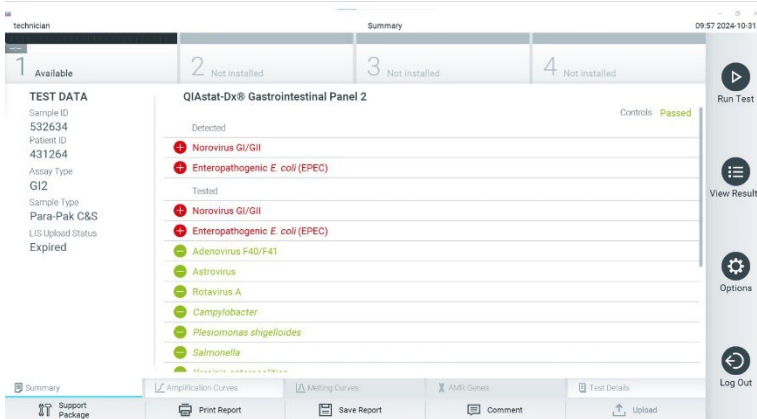 technician Summary 09:57 2024-10-31
1 Available
2 Not installed
3 Not installed
4 Not installed
TEST DATA
Sample ID
532634
Patient ID
431264
Assay Type
GI2
Sample Type
Para-Pak C&S
LIS Upload Status
Expired
QIAstat-Dx® Gastrointestinal Panel 2
Controls Passed
Detected
Norovirus GI/GII
Enteropathogenic E. coli (EPEC)
Tested
Norovirus GI/GII
Enteropathogenic E. coli (EPEC)
Adenovirus F40/F41
Astrovirus
Rotavirus A
Campylobacter
Plesiomonas shigelloides
Salmonella
Run Test
View Result
Options
Log Out
Summary
Amplification Curves
Melting Curves
AMR Genes
Test Details
Support
Package
Print Report
Save Report
Comment
Upload